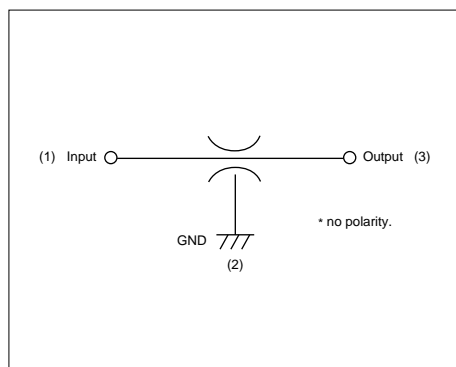 (1) Input Output (3)
* no polarity.
GND
(2)